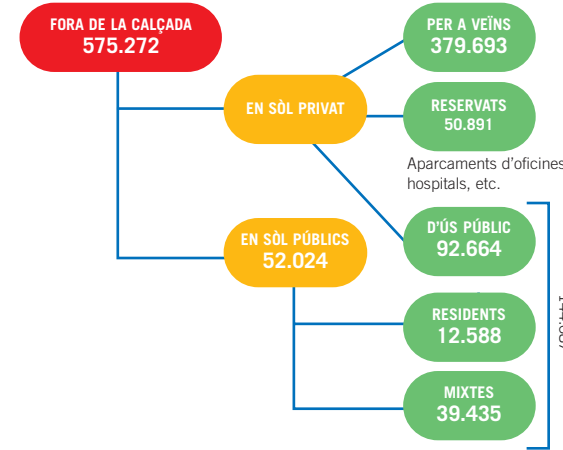 FORA DE LA CALÇADA
575.272
PER A VEÏNS
379.693
EN SÒL PRIVAT
RESERVATS
50.891
Aparcaments d'oficines
hospitals, etc.
D'ÚS PÚBLIC
92.664
EN SÒL PÚBLICS
52.024
RESIDENTS
12.588
MIXTES
39.435